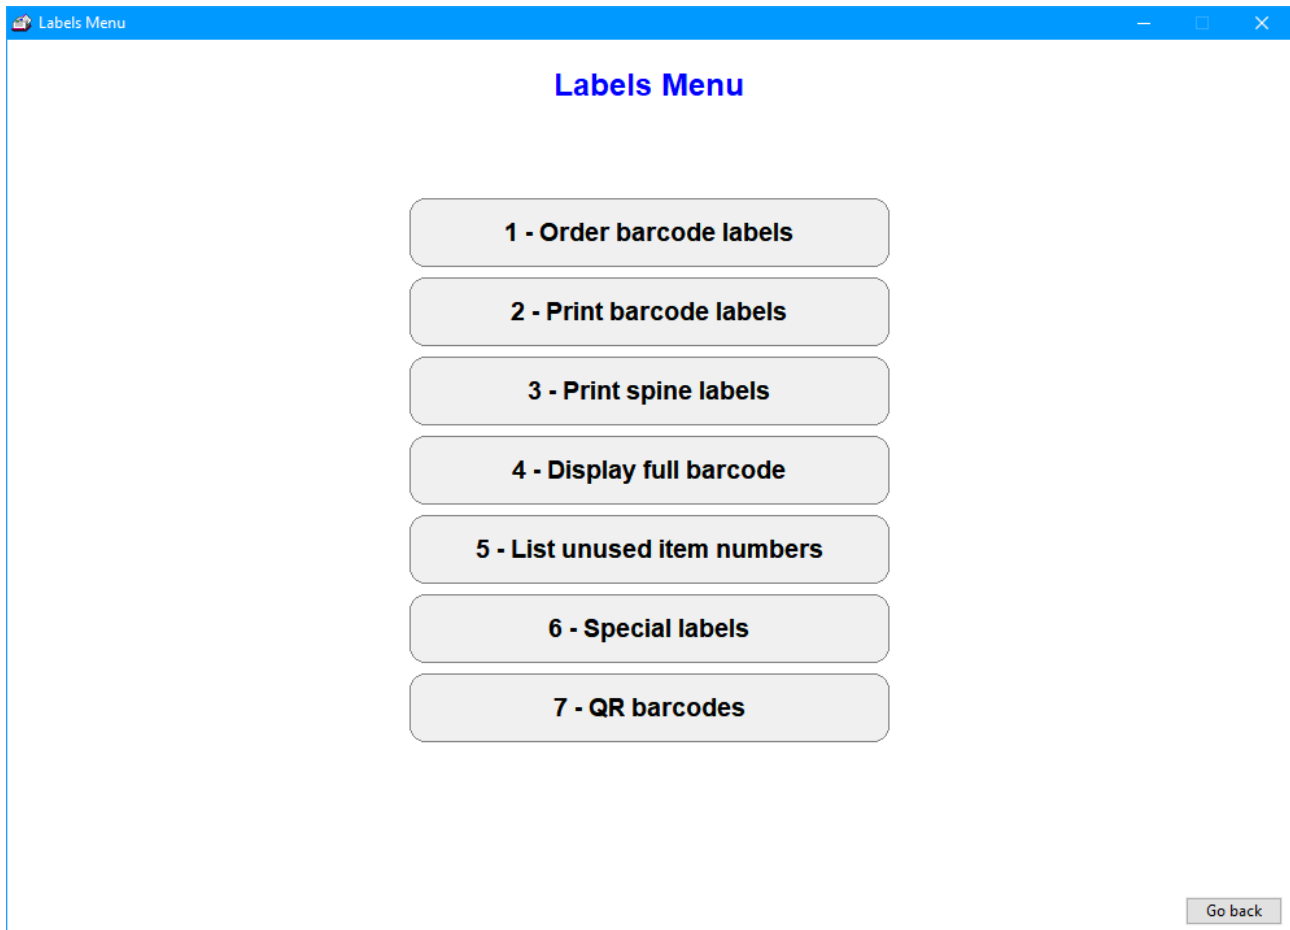 Labels Menu
Labels Menu
1 - Order barcode labels
2 - Print barcode labels
3 - Print spine labels
4 - Display full barcode
5 - List unused item numbers
6 - Special labels
7 - QR barcodes
Go back